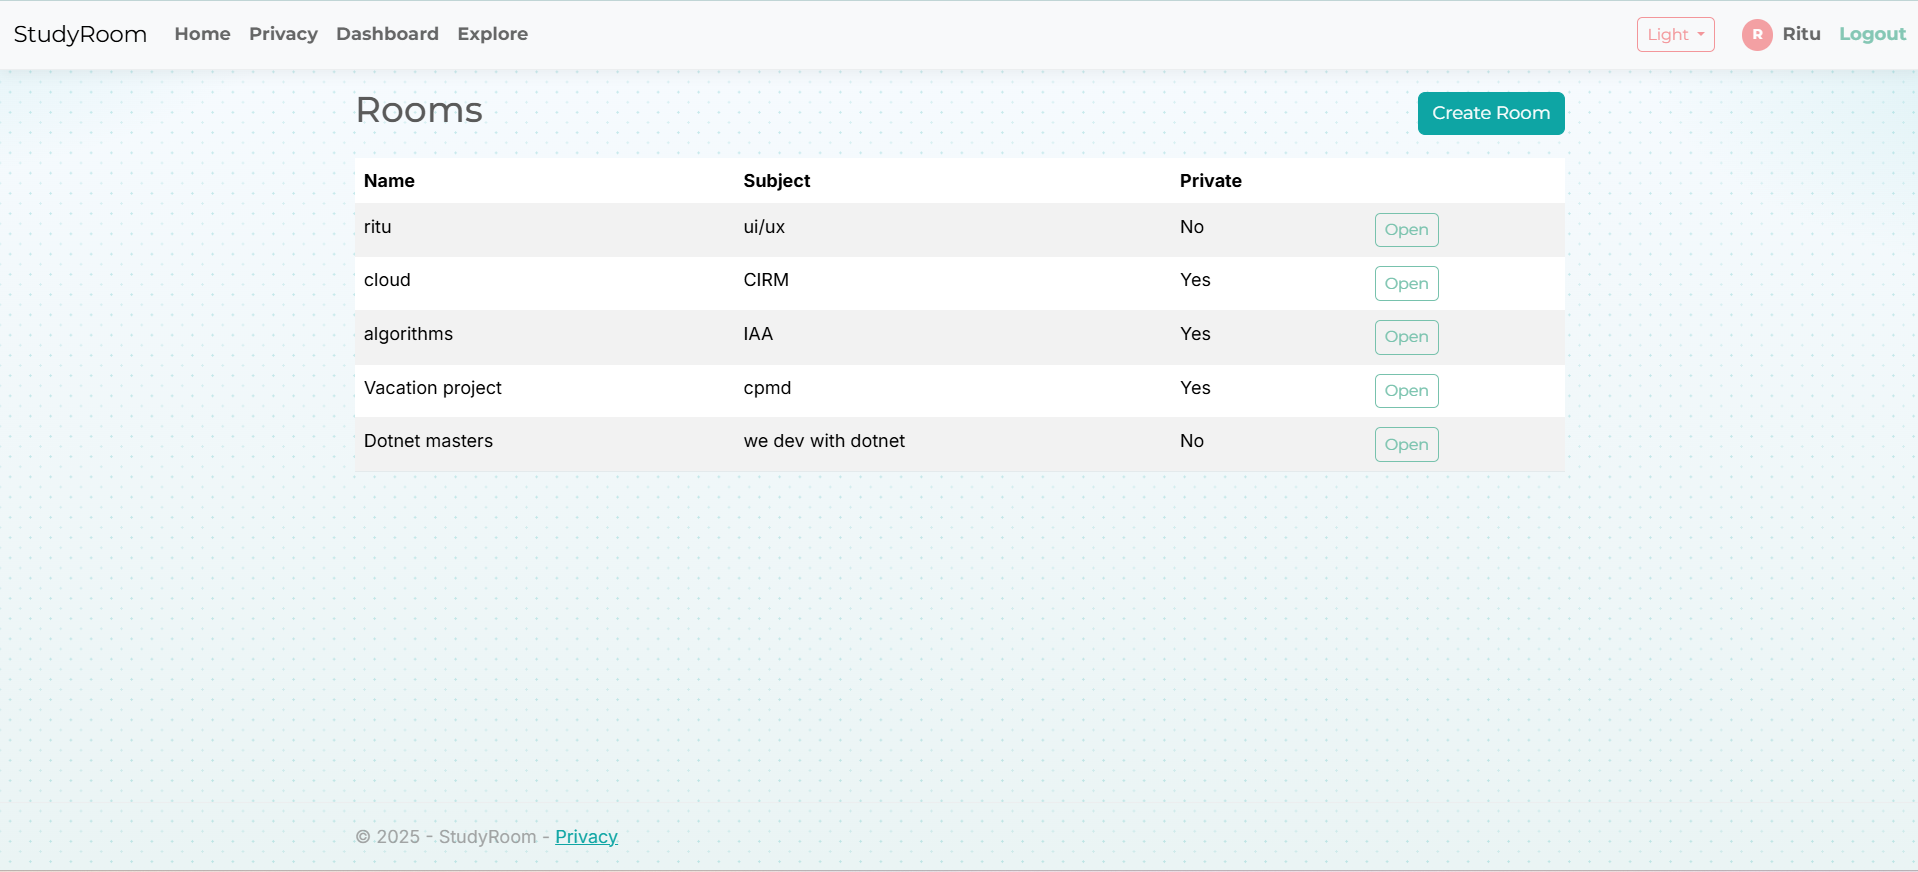 StudyRoom Home Privacy Dashboard Explore Light R Ritu Logout
Rooms Create Room
Name Subject Private
ritu ui/ux No Open
cloud CIRM Yes Open
algorithms IAA Yes Open
Vacation project cpmd Yes Open
Dotnet masters we dev with dotnet No Open
© 2025 - StudyRoom - Privacy